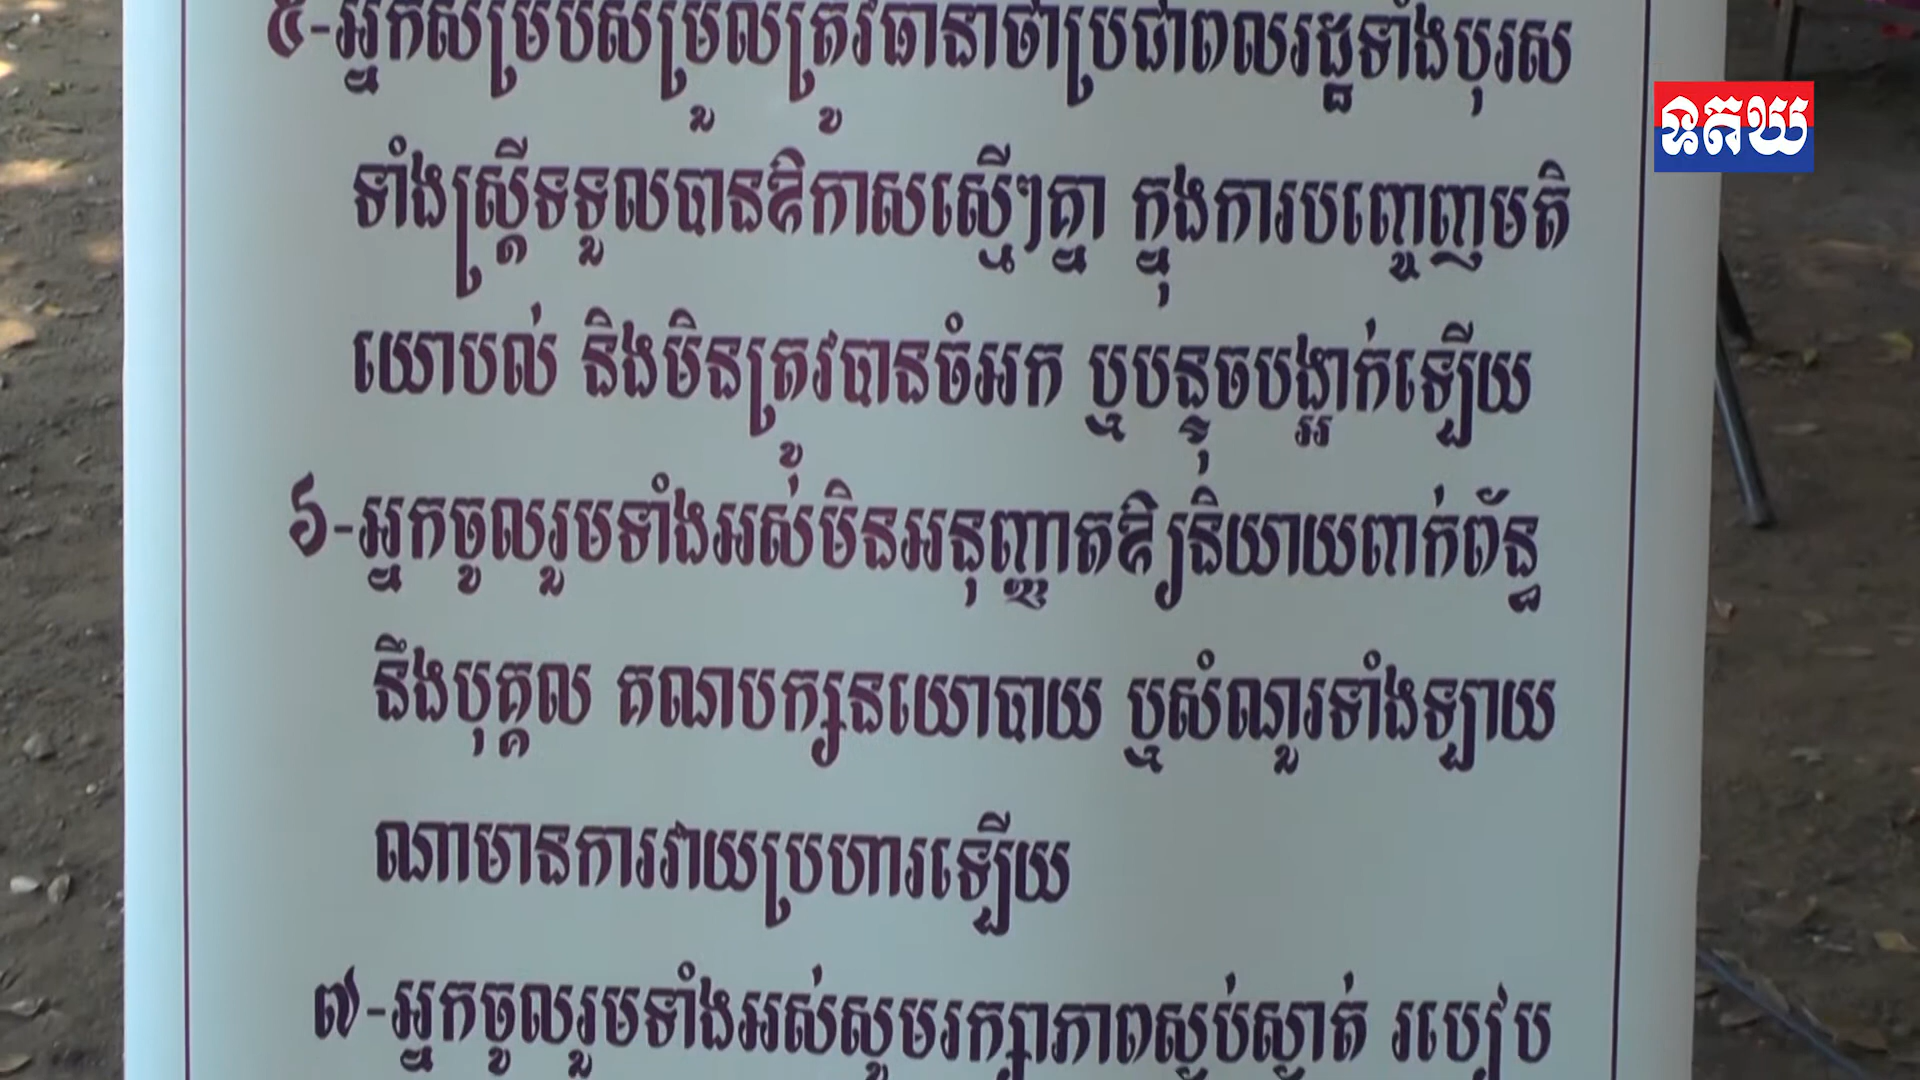 ៥-អ្នកសម្របសម្រួលត្រូវធានាថាប្រជាពលរដ្ឋទាំងបុរស
ទតឃ
ទាំងស្ត្រីទទួលបានឱកាសស្មើៗគ្នា ក្នុងការបញ្ចេញមតិ
យោបល់ និងមិនត្រូវបានចំអក ឬបន្ទុចបង្អាក់ឡើយ
៦-អ្នកចូលរួមទាំងអស់មិនអនុញ្ញាតឱ្យនិយាយពាក់ព័ន្ធ
នឹងបុគ្គល គណបក្សនយោបាយ ឬសំណួរទាំងឡាយ
ណាមានការវាយប្រហារឡើយ
៧-អ្នកចូលរួមទាំងអស់សូមរក្សាភាពស្ងប់ស្ងាត់ របៀប